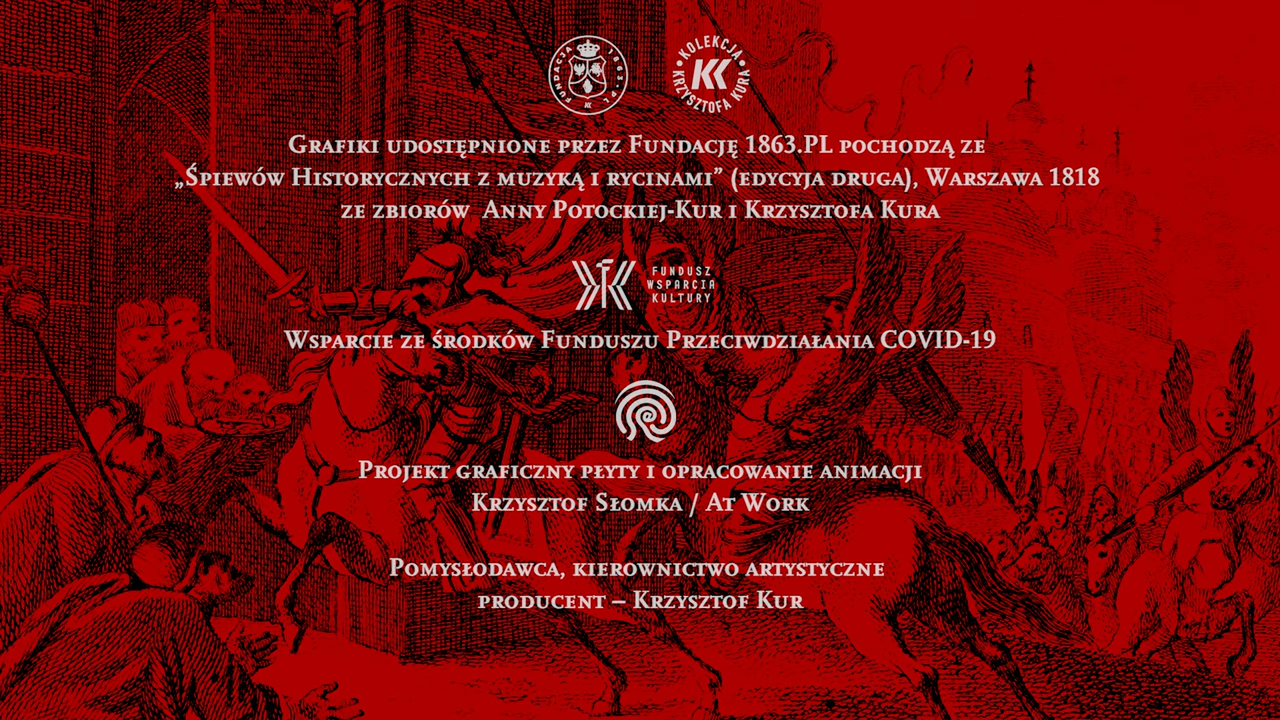 FUNDACJA 1863.PL
KOLEKCJA KRZYSZTOFA KURA
KK
Grafiki udostępnione przez Fundację 1863.PL pochodzą ze
„Śpiewów Historycznych z muzyką i rycinami” (edycyja druga), Warszawa 1818
ze zbiorów Anny Potockiej-Kur i Krzysztofa Kura
FUNDUSZ
WSPARCIA
KULTURY
Wsparcie ze środków Funduszu Przeciwdziałania COVID-19
Projekt graficzny płyty i opracowanie animacji
Krzysztof Słomka / At Work
Pomysłodawca, kierownictwo artystyczne
producent – Krzysztof Kur